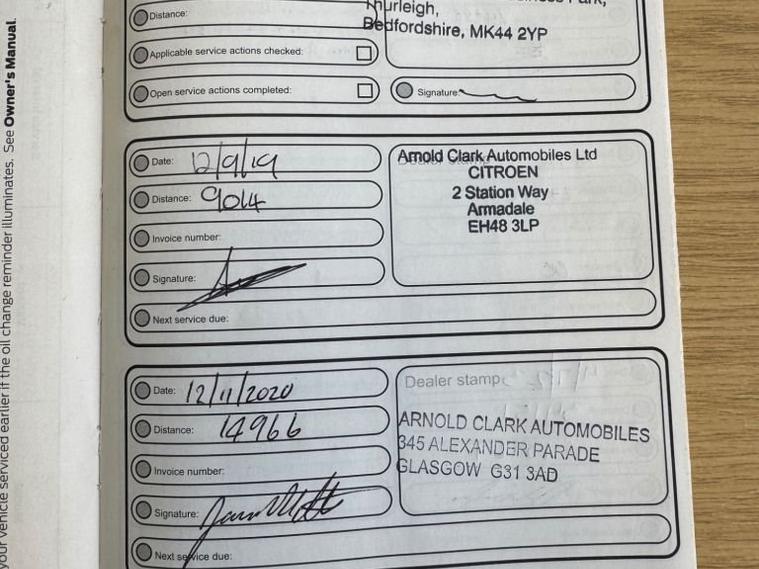 Distance:
Thurleigh,
Bedfordshire, MK44 2YP
Applicable service actions checked:
Open service actions completed:
Signature:
Date: 12/9/19
Distance: 9014
Invoice number:
Signature:
Next service due:
Arnold Clark Automobiles Ltd
CITROEN
2 Station Way
Armadale
EH48 3LP
Date: 12/11/2020
Distance: 14966
Invoice number:
Signature:
Next service due:
Dealer stamp
ARNOLD CLARK AUTOMOBILES
345 ALEXANDER PARADE
GLASGOW G31 3AD
your vehicle serviced earlier if the oil change reminder illuminates. See Owner's Manual.